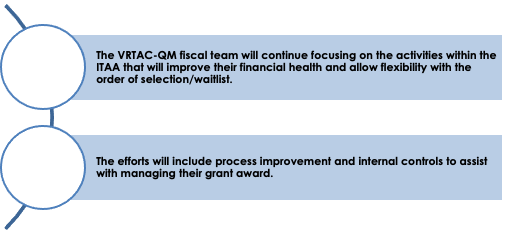 The VRTAC-QM fiscal team will continue focusing on the activities within the
ITAA that will improve their financial health and allow flexibility with the
order of selection/waitlist.
The efforts will include process improvement and internal controls to assist
with managing their grant award.